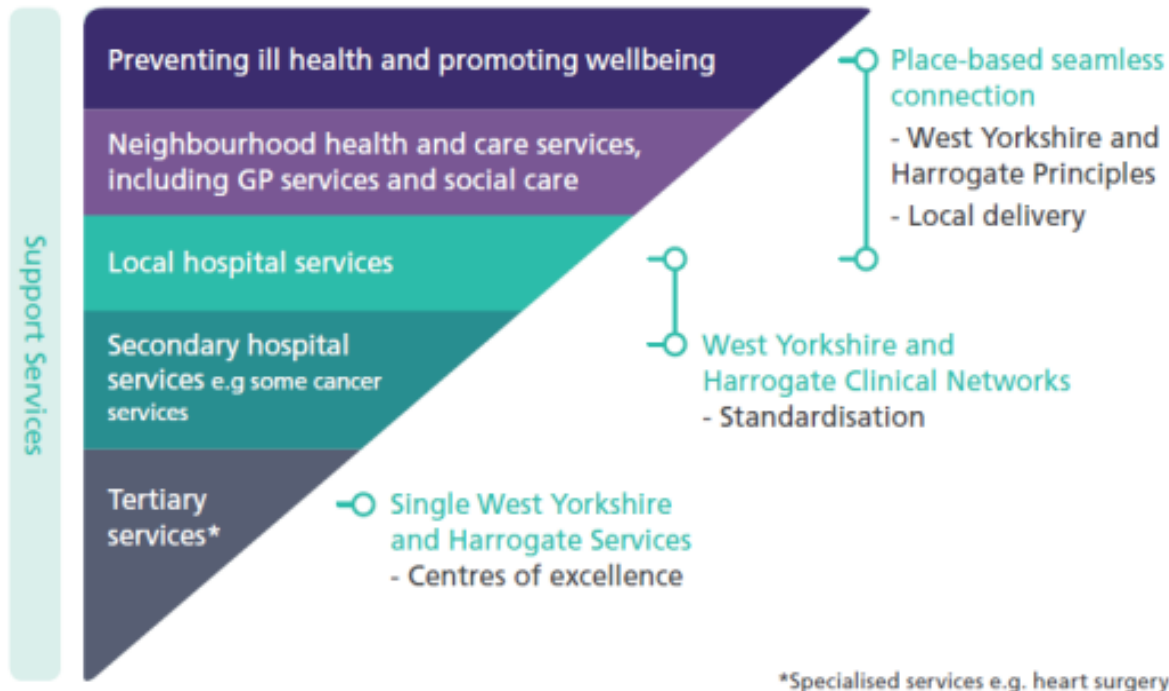 Support Services
Preventing ill health and promoting wellbeing
Neighbourhood health and care services,
including GP services and social care
Local hospital services
Secondary hospital
services e.g some cancer
services
Tertiary
services*
Place-based seamless
connection
- West Yorkshire and
Harrogate Principles
- Local delivery
West Yorkshire and
Harrogate Clinical Networks
- Standardisation
Single West Yorkshire
and Harrogate Services
- Centres of excellence
*Specialised services e.g. heart surgery